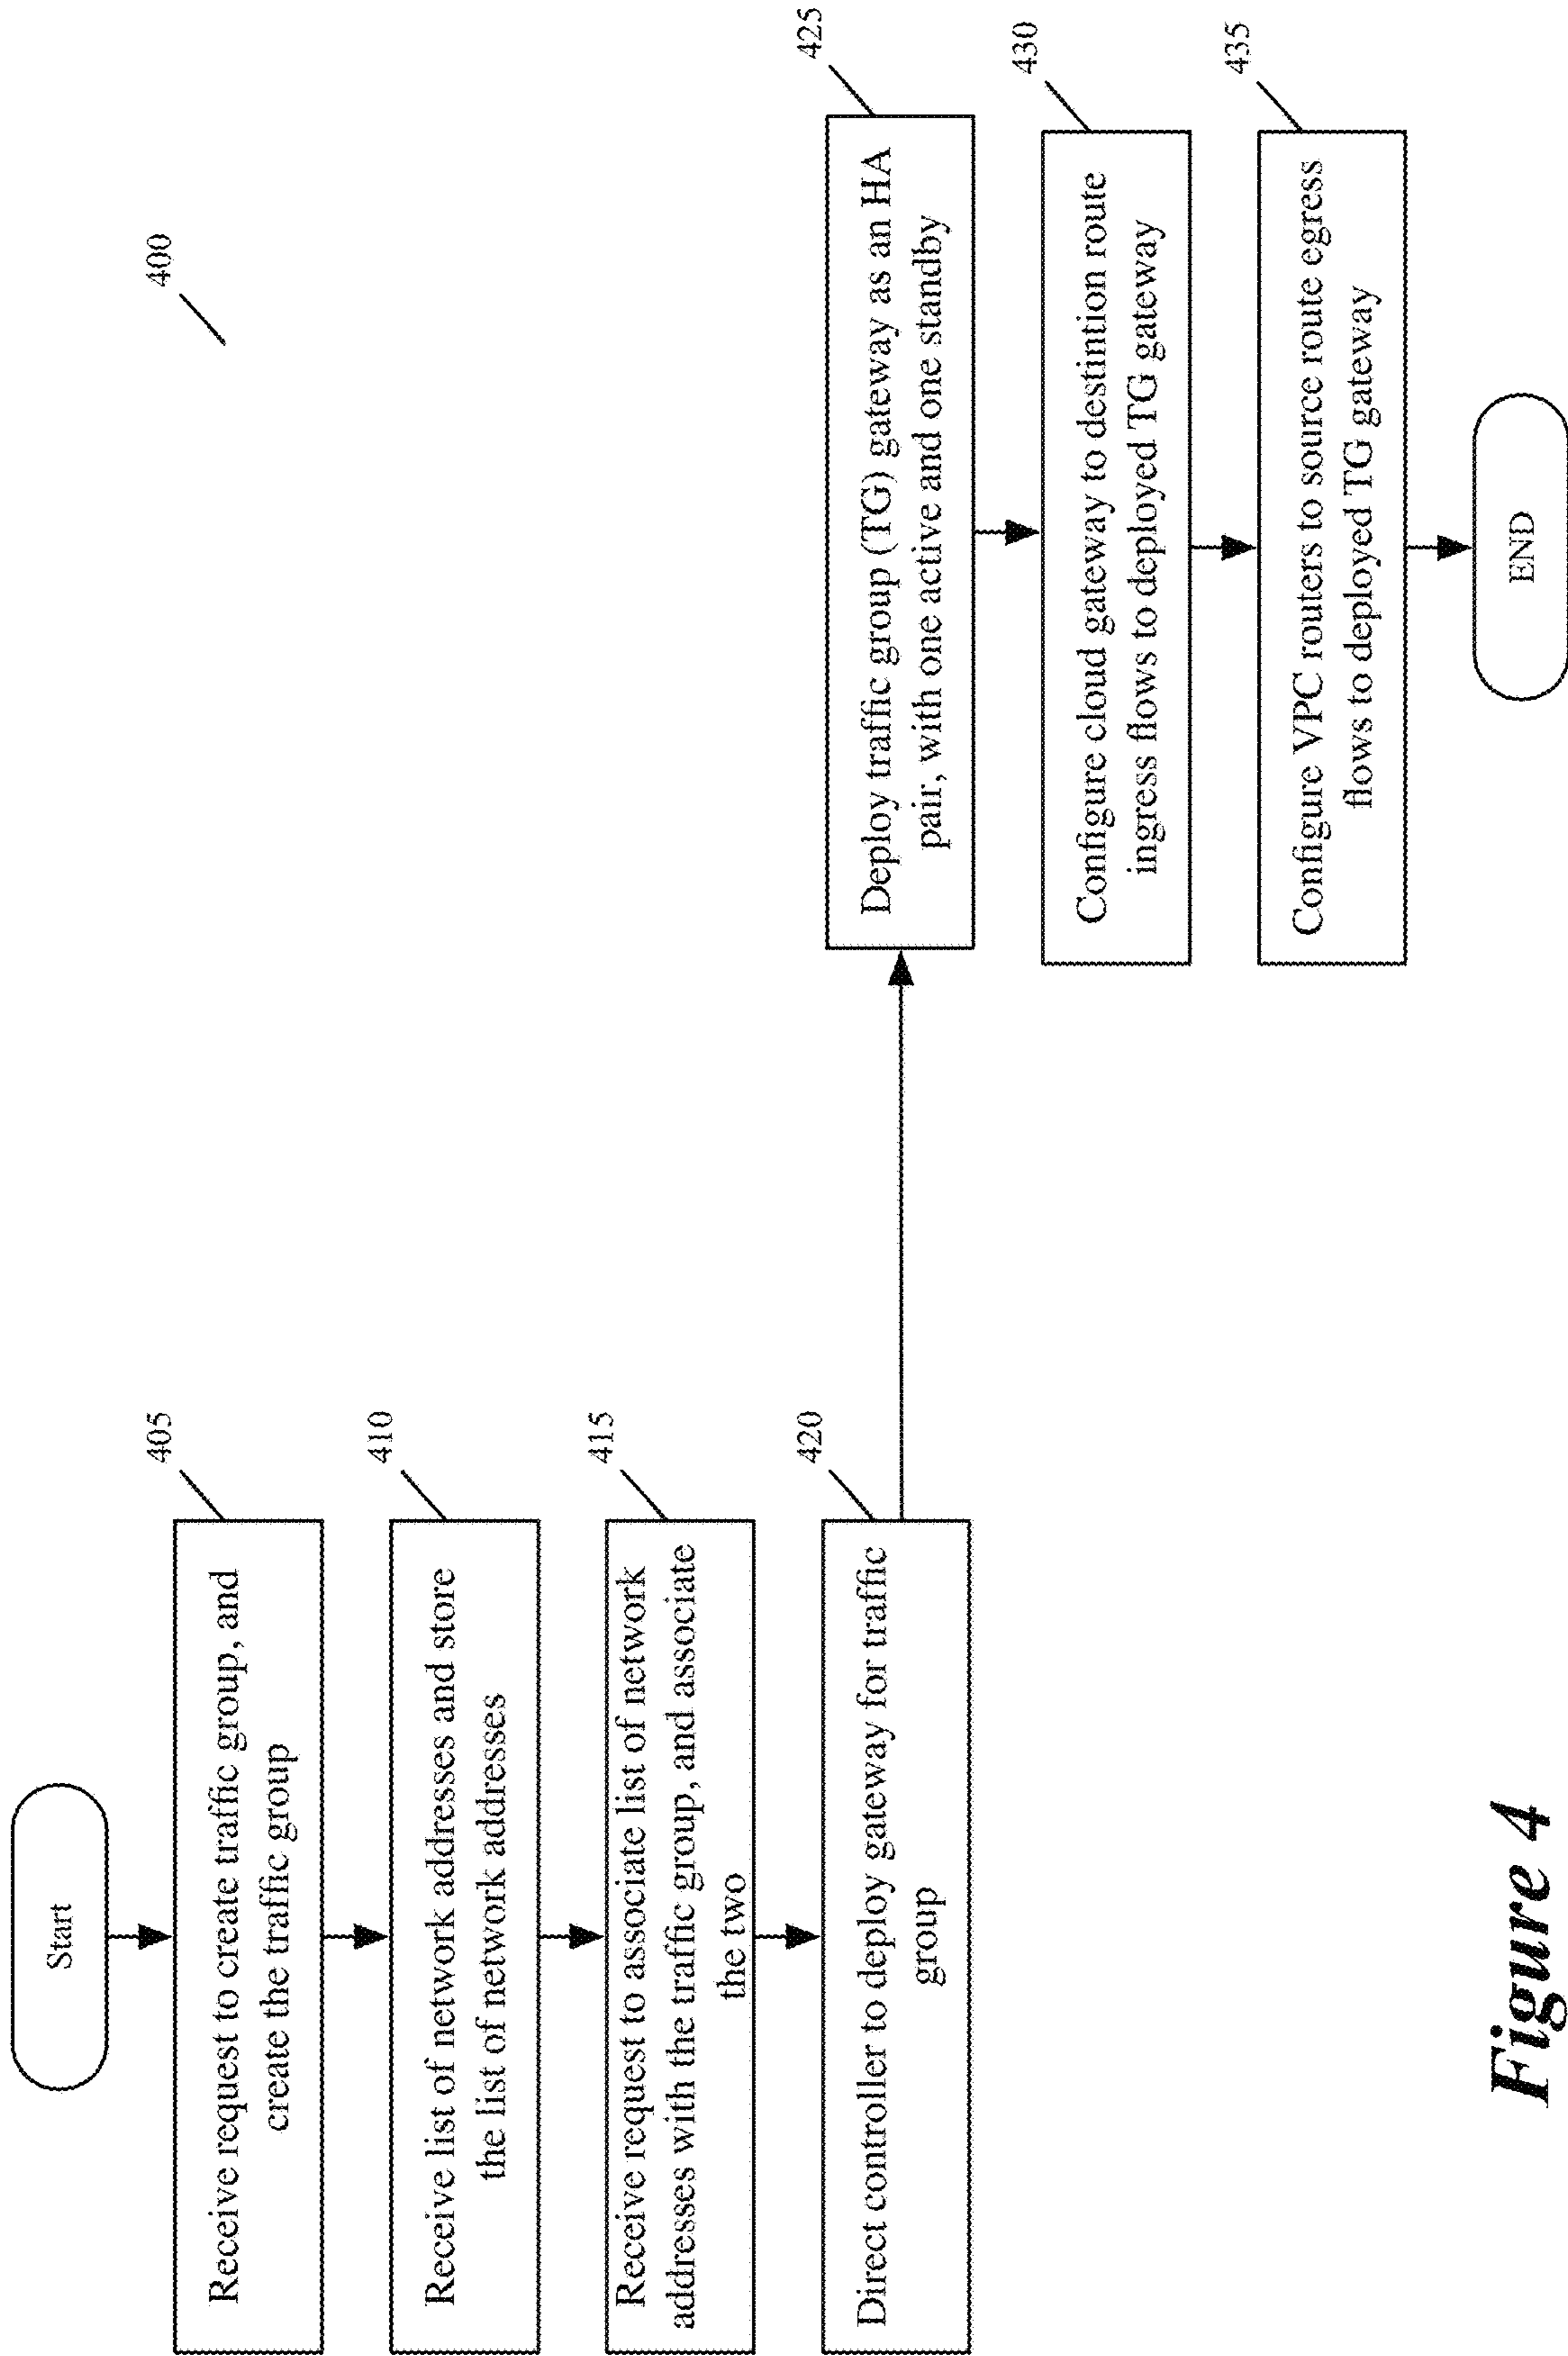 400
Start
405
Receive request to create traffic group, and
create the traffic group
410
Receive list of network addresses and store
the list of network addresses
415
Receive request to associate list of network
addresses with the traffic group, and associate
the two
420
Direct controller to deploy gateway for traffic
group
425
Deploy traffic group (TG) gateway as an HA
pair, with one active and one standby
430
Configure cloud gateway to destintion route
ingress flows to deployed TG gateway
435
Configure VPC routers to source route egress
flows to deployed TG gateway
END
Figure 4